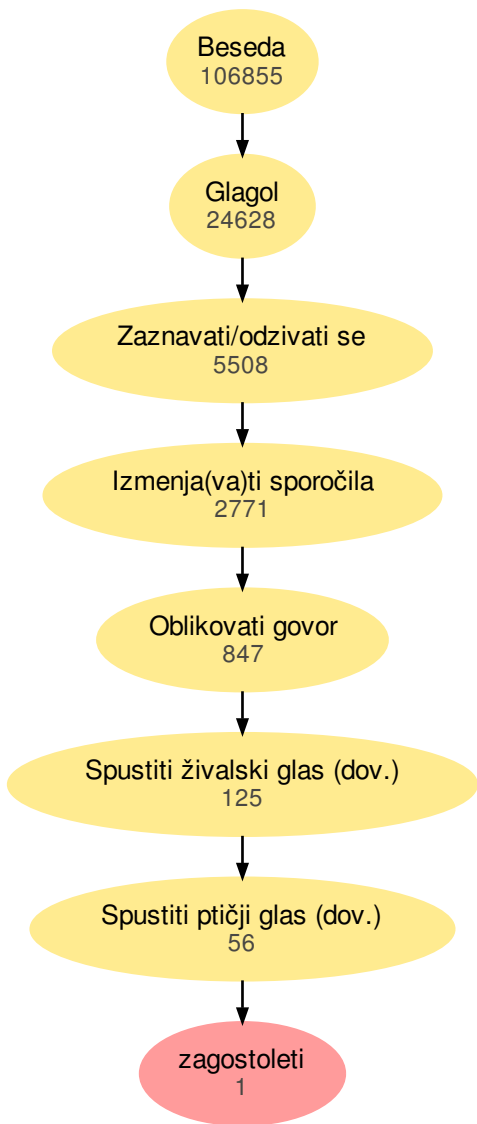 Beseda
106855
Glagol
24628
Zaznavati/odzivati se
5508
Izmenja(va)ti sporočila
2771
Oblikovati govor
847
Spustiti živalski glas (dov.)
125
Spustiti ptičji glas (dov.)
56
zagostoleti
1